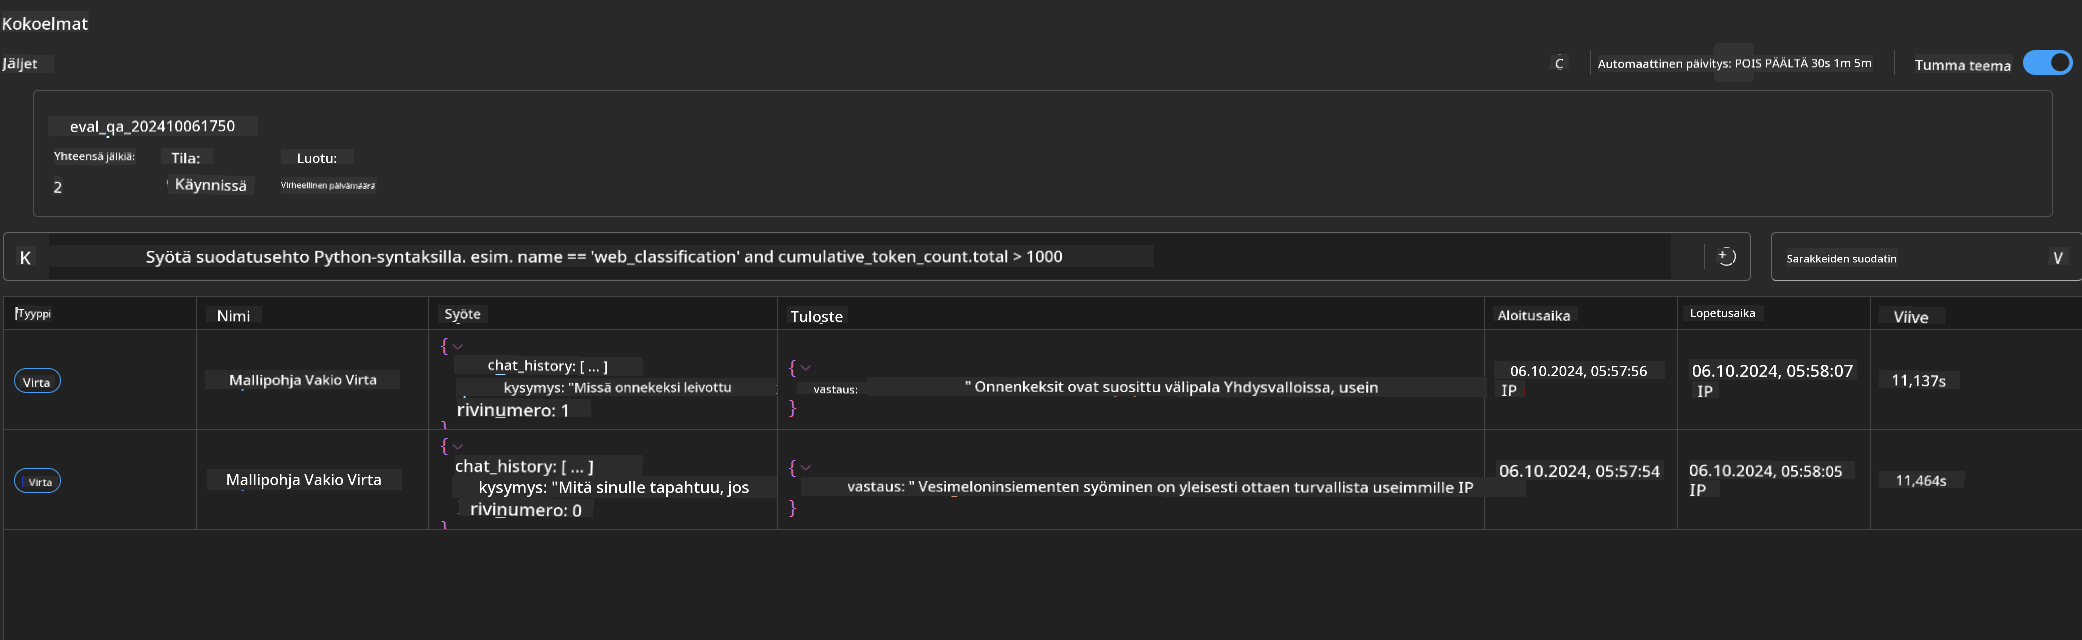 Kokoelmat
Jäljet
C Automaattinen päivitys: POIS PÄÄLTÄ 30s 1m 5m Tumma teema
eval_qa_202410061750
Yhteensä jälkiä: Tila: Luotu:
2 Käynnissä Virheellinen päivämäärä
K Syötä suodatusehto Python-syntaksilla. esim. name == 'web_classification' and cumulative_token_count.total > 1000 Sarakkeiden suodatin V
Tyyppi Nimi Syöte Tuloste Aloitusaika Lopetusaika Viive
{
chat_history: [ ... ] { 06.10.2024, 05:57:56 06.10.2024, 05:58:07
Virta Mallipohja Vakio Virta kysymys: "Missä onnekeksi leivottu vastaus: " Onnenkeksit ovat suosittu välipala Yhdysvalloissa, usein IP IP 11,137s
rivinumero: 1 }
}
{
chat_history: [ ... ] { 06.10.2024, 05:57:54 06.10.2024, 05:58:05
Virta Mallipohja Vakio Virta kysymys: "Mitä sinulle tapahtuu, jos vastaus: " Vesimeloninsiementen syöminen on yleisesti ottaen turvallista useimmille IP IP 11,464s
rivinumero: 0 }
}